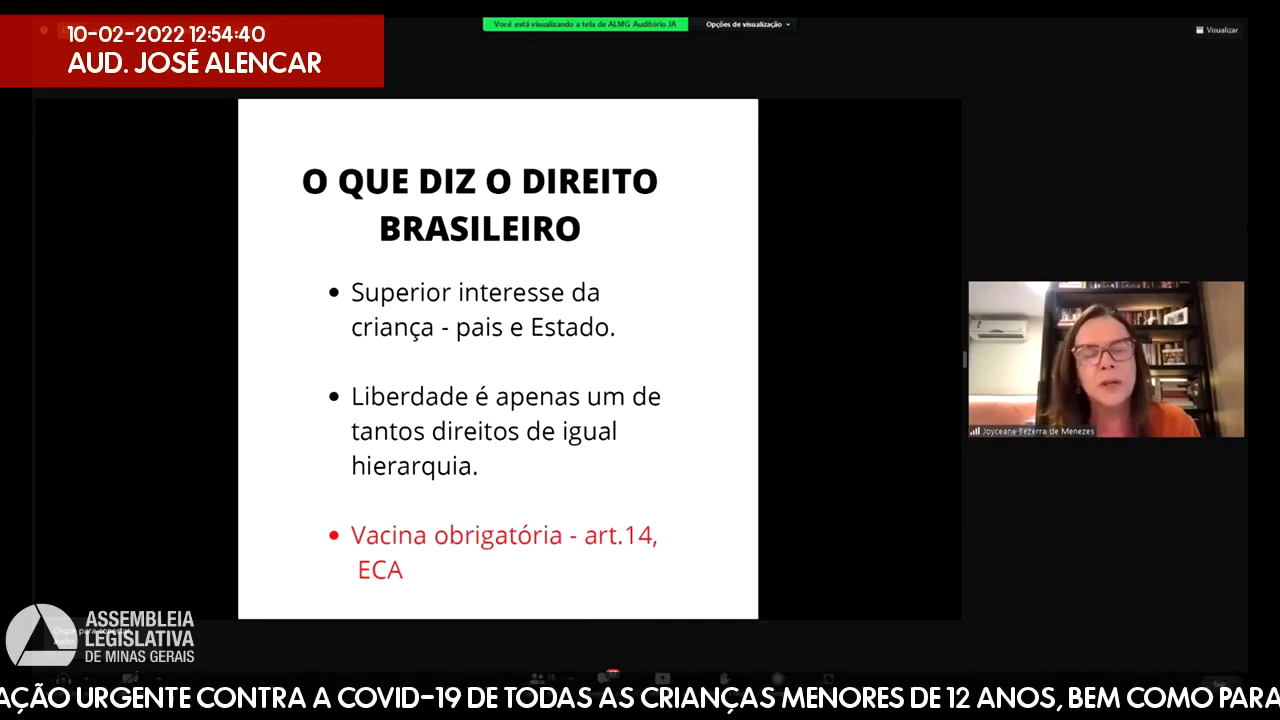 10-02-2022 12:54:40
AUD. JOSÉ ALENCAR
Você está visualizando a tela de ALMG Auditório JA
Opções de visualização
Visualizar
O QUE DIZ O DIREITO
BRASILEIRO
• Superior interesse da
criança - pais e Estado.
• Liberdade é apenas um de
tantos direitos de igual
hierarquia.
• Vacina obrigatória - art.14,
ECA
Joyceane Bezerra de Menezes
ASSEMBLEIA
LEGISLATIVA
DE MINAS GERAIS
AÇÃO URGENTE CONTRA A COVID-19 DE TODAS AS CRIANÇAS MENORES DE 12 ANOS, BEM COMO PARA